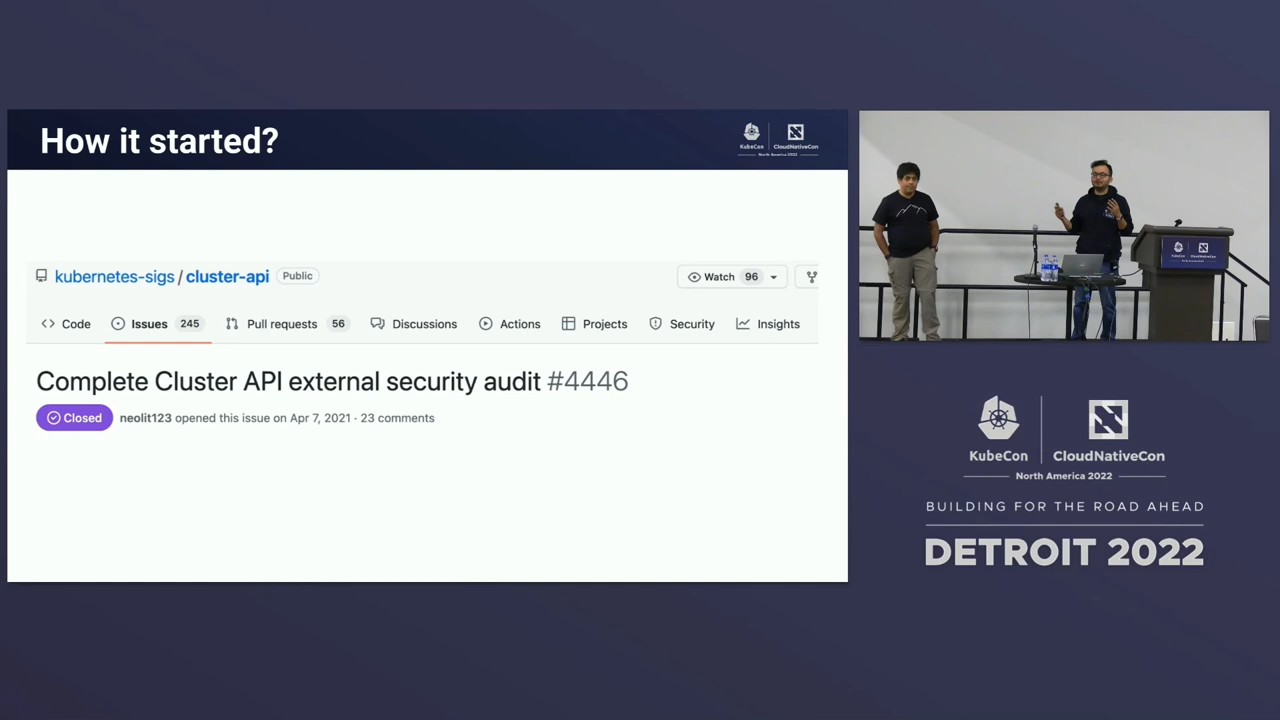 How it started?
KubeCon
CloudNativeCon
North America 2022
kubernetes-sigs / cluster-api Public
Watch 96
Code
Issues 245
Pull requests 56
Discussions
Actions
Projects
Security
Insights
Complete Cluster API external security audit #4446
Closed neolit123 opened this issue on Apr 7, 2021 · 23 comments
KubeCon
CloudNativeCon
North America 2022
BUILDING FOR THE ROAD AHEAD
DETROIT 2022